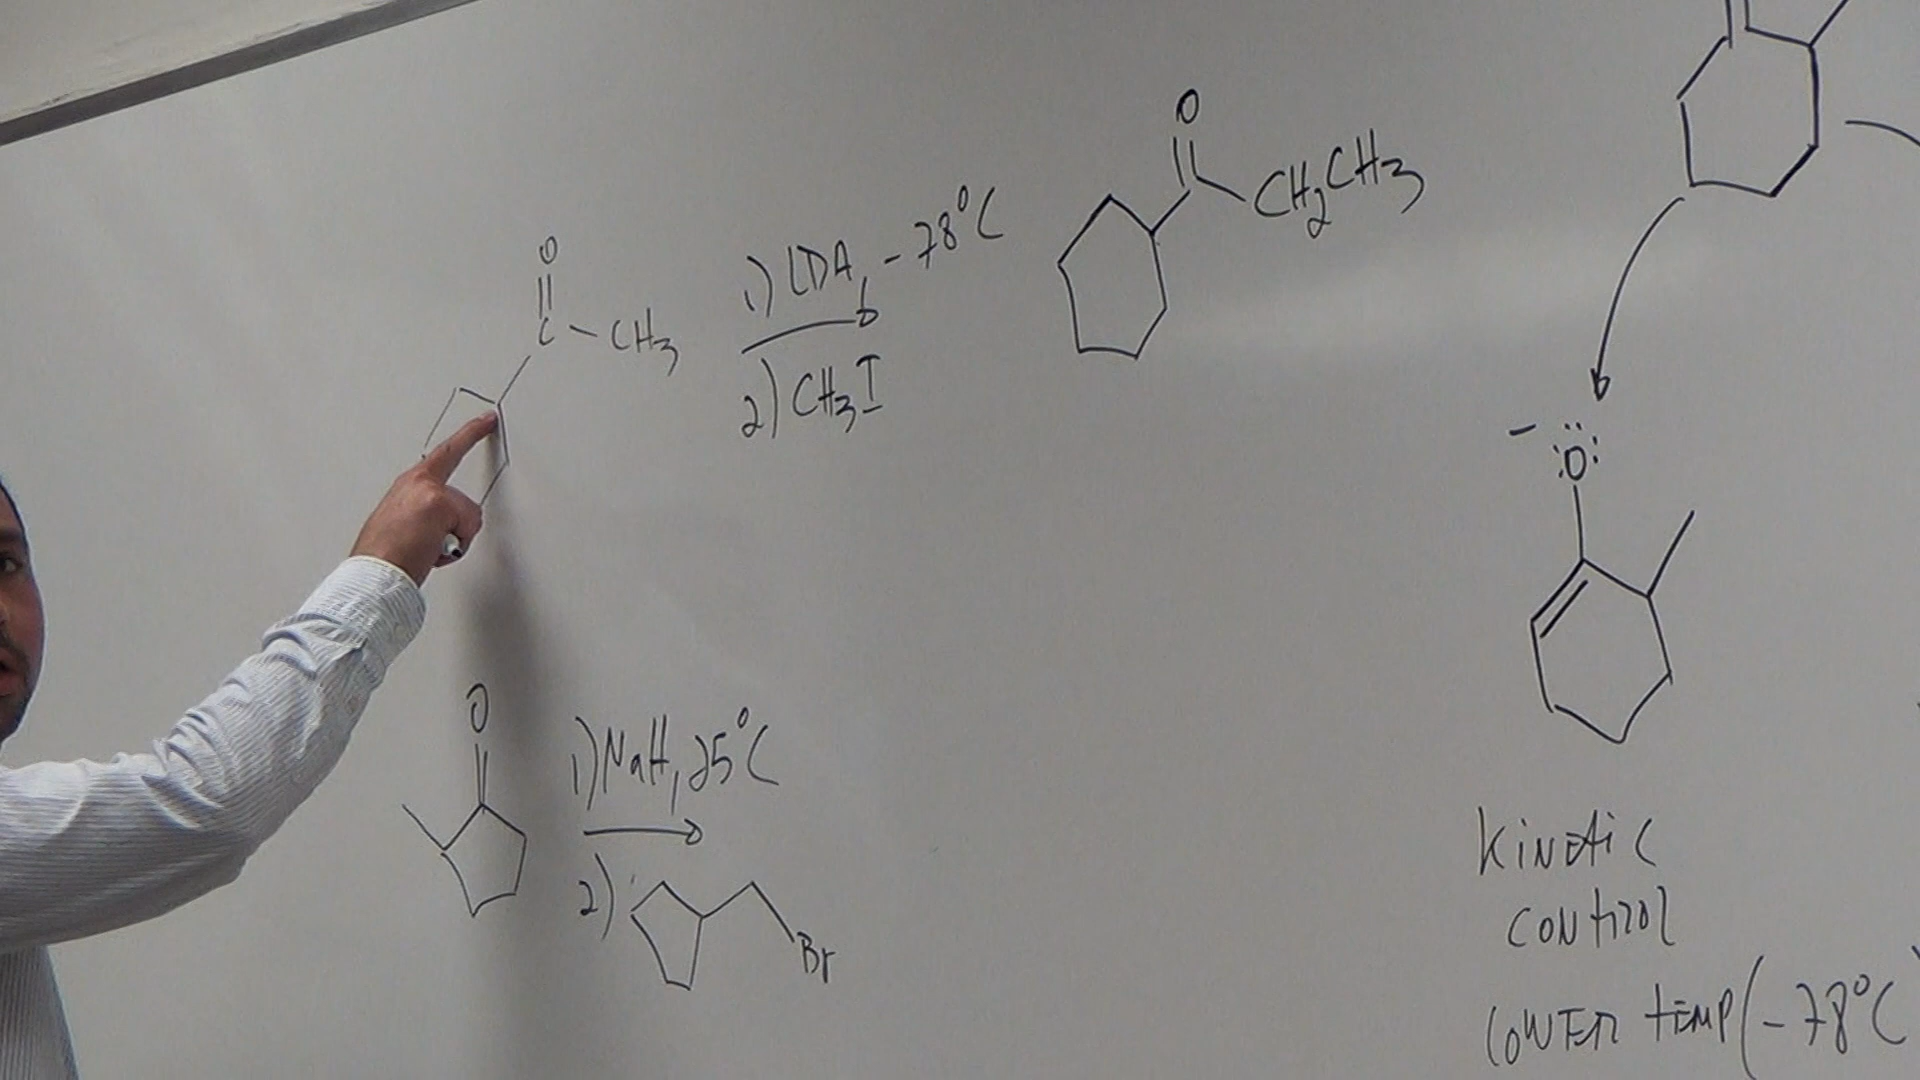 O
C - CH3
1) LDA, -78°C
2) CH3I
O
CH2CH3
O
1) NaH, 25°C
2)
Br
- :Ö:
KiNEtiC
CONtROl
lOWER tEMP (-78°C)